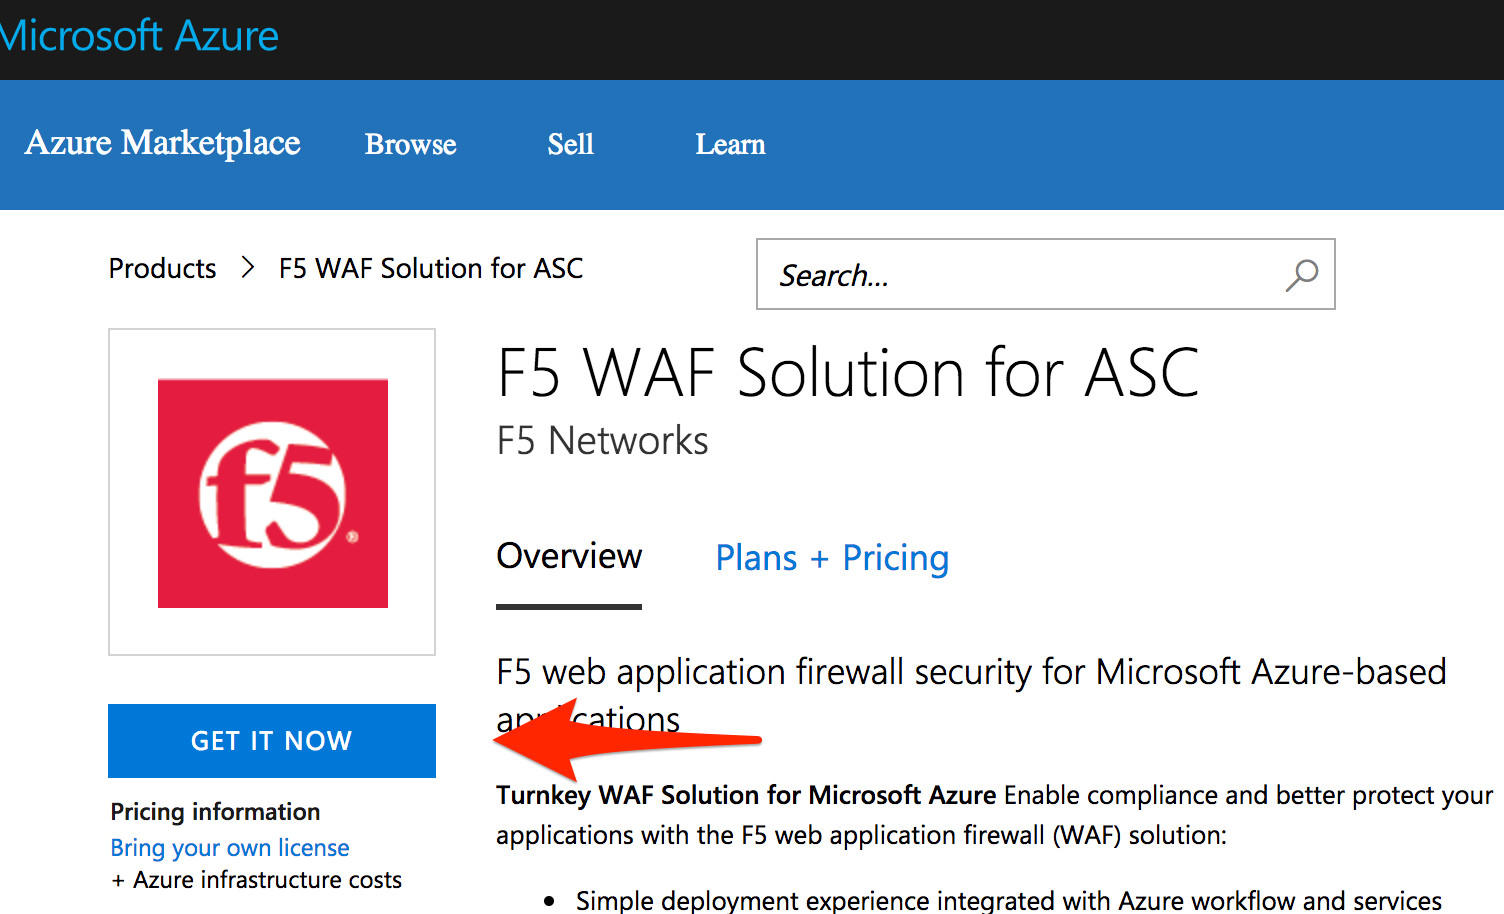 Microsoft Azure
Azure Marketplace Browse Sell Learn
Products > F5 WAF Solution for ASC
Search...
f5®
F5 WAF Solution for ASC
F5 Networks
Overview Plans + Pricing
F5 web application firewall security for Microsoft Azure-based
applications
GET IT NOW
Pricing information
Bring your own license
+ Azure infrastructure costs
Turnkey WAF Solution for Microsoft Azure Enable compliance and better protect your
applications with the F5 web application firewall (WAF) solution:
• Simple deployment experience integrated with Azure workflow and services